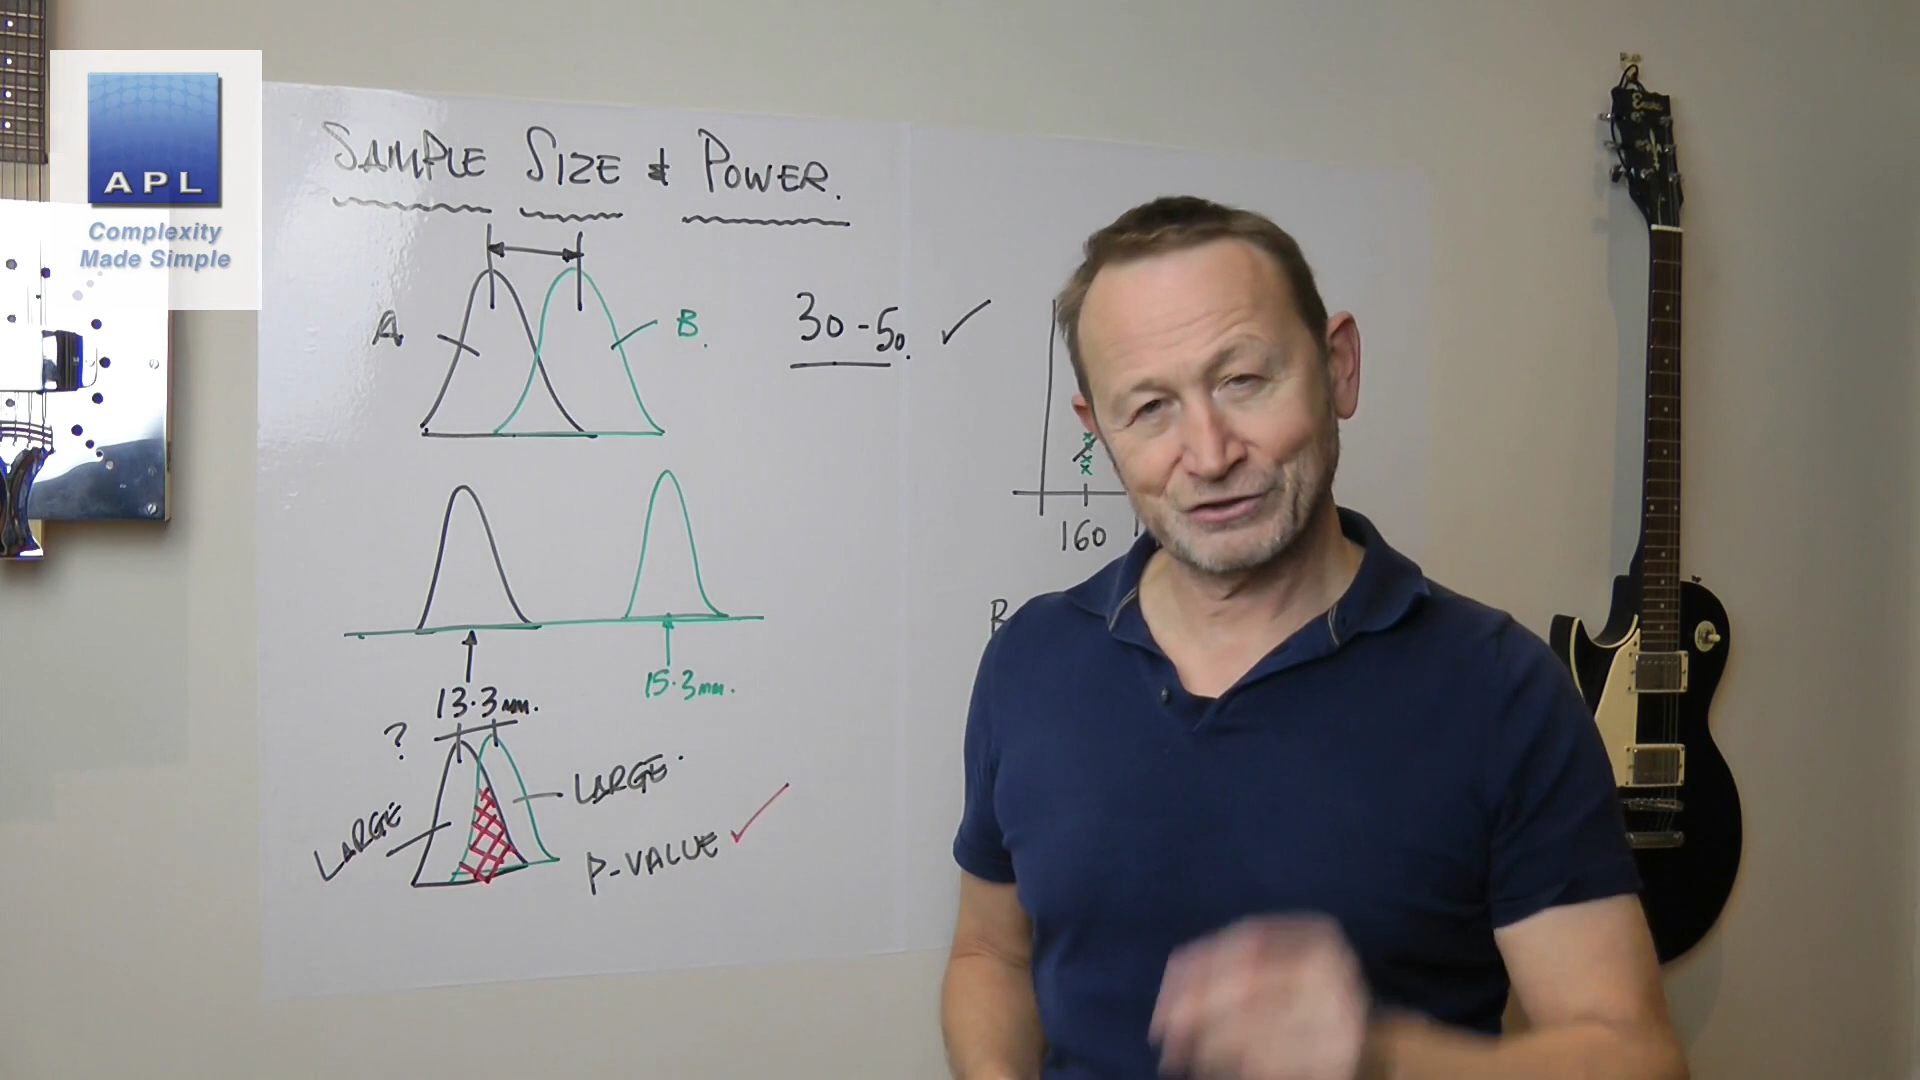 APL
Complexity
Made Simple
SAMPLE SIZE & POWER.
A
B.
30-50.
160
13.3mm.
15.3mm.
?
LARGE
LARGE.
P-VALUE